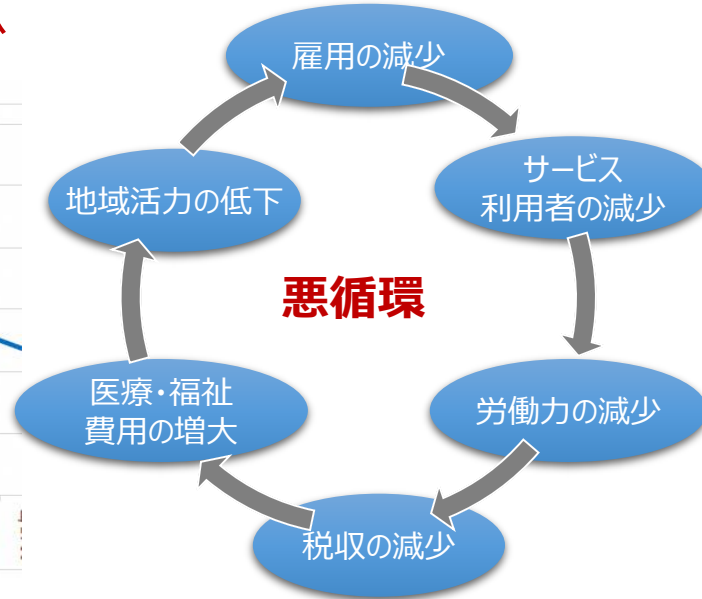 雇用の減少
サービス
利用者の減少
地域活力の低下
悪循環
医療・福祉
費用の増大
労働力の減少
税収の減少